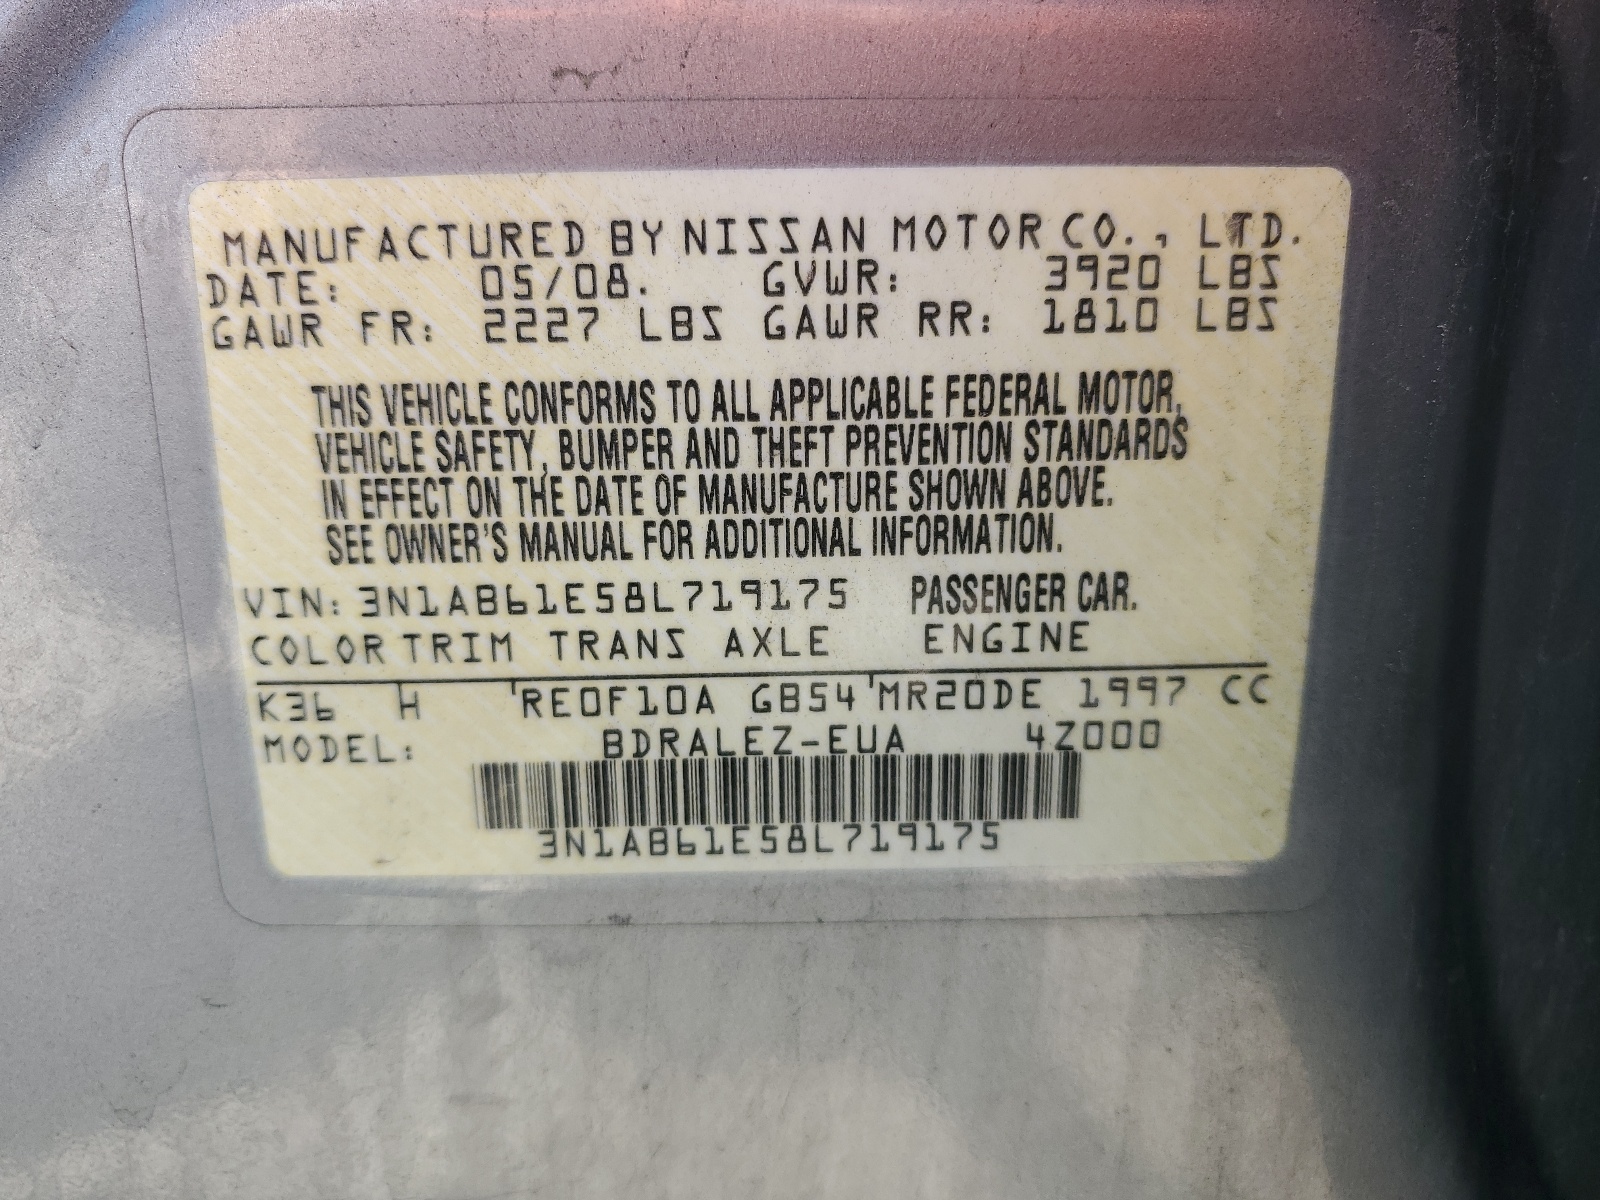 MANUFACTURED BY NISSAN MOTOR CO., LTD.
DATE: 05/08. GVWR: 3920 LBS
GAWR FR: 2227 LBS GAWR RR: 1810 LBS
THIS VEHICLE CONFORMS TO ALL APPLICABLE FEDERAL MOTOR,
VEHICLE SAFETY, BUMPER AND THEFT PREVENTION STANDARDS
IN EFFECT ON THE DATE OF MANUFACTURE SHOWN ABOVE.
SEE OWNER'S MANUAL FOR ADDITIONAL INFORMATION.
VIN: 3N1AB61E58L719175 PASSENGER CAR.
COLOR TRIM TRANS AXLE ENGINE
K36 H RE0F10A GB54 MR20DE 1997 CC
MODEL: BDRALEZ-EUA 4Z000
3N1AB61E58L719175